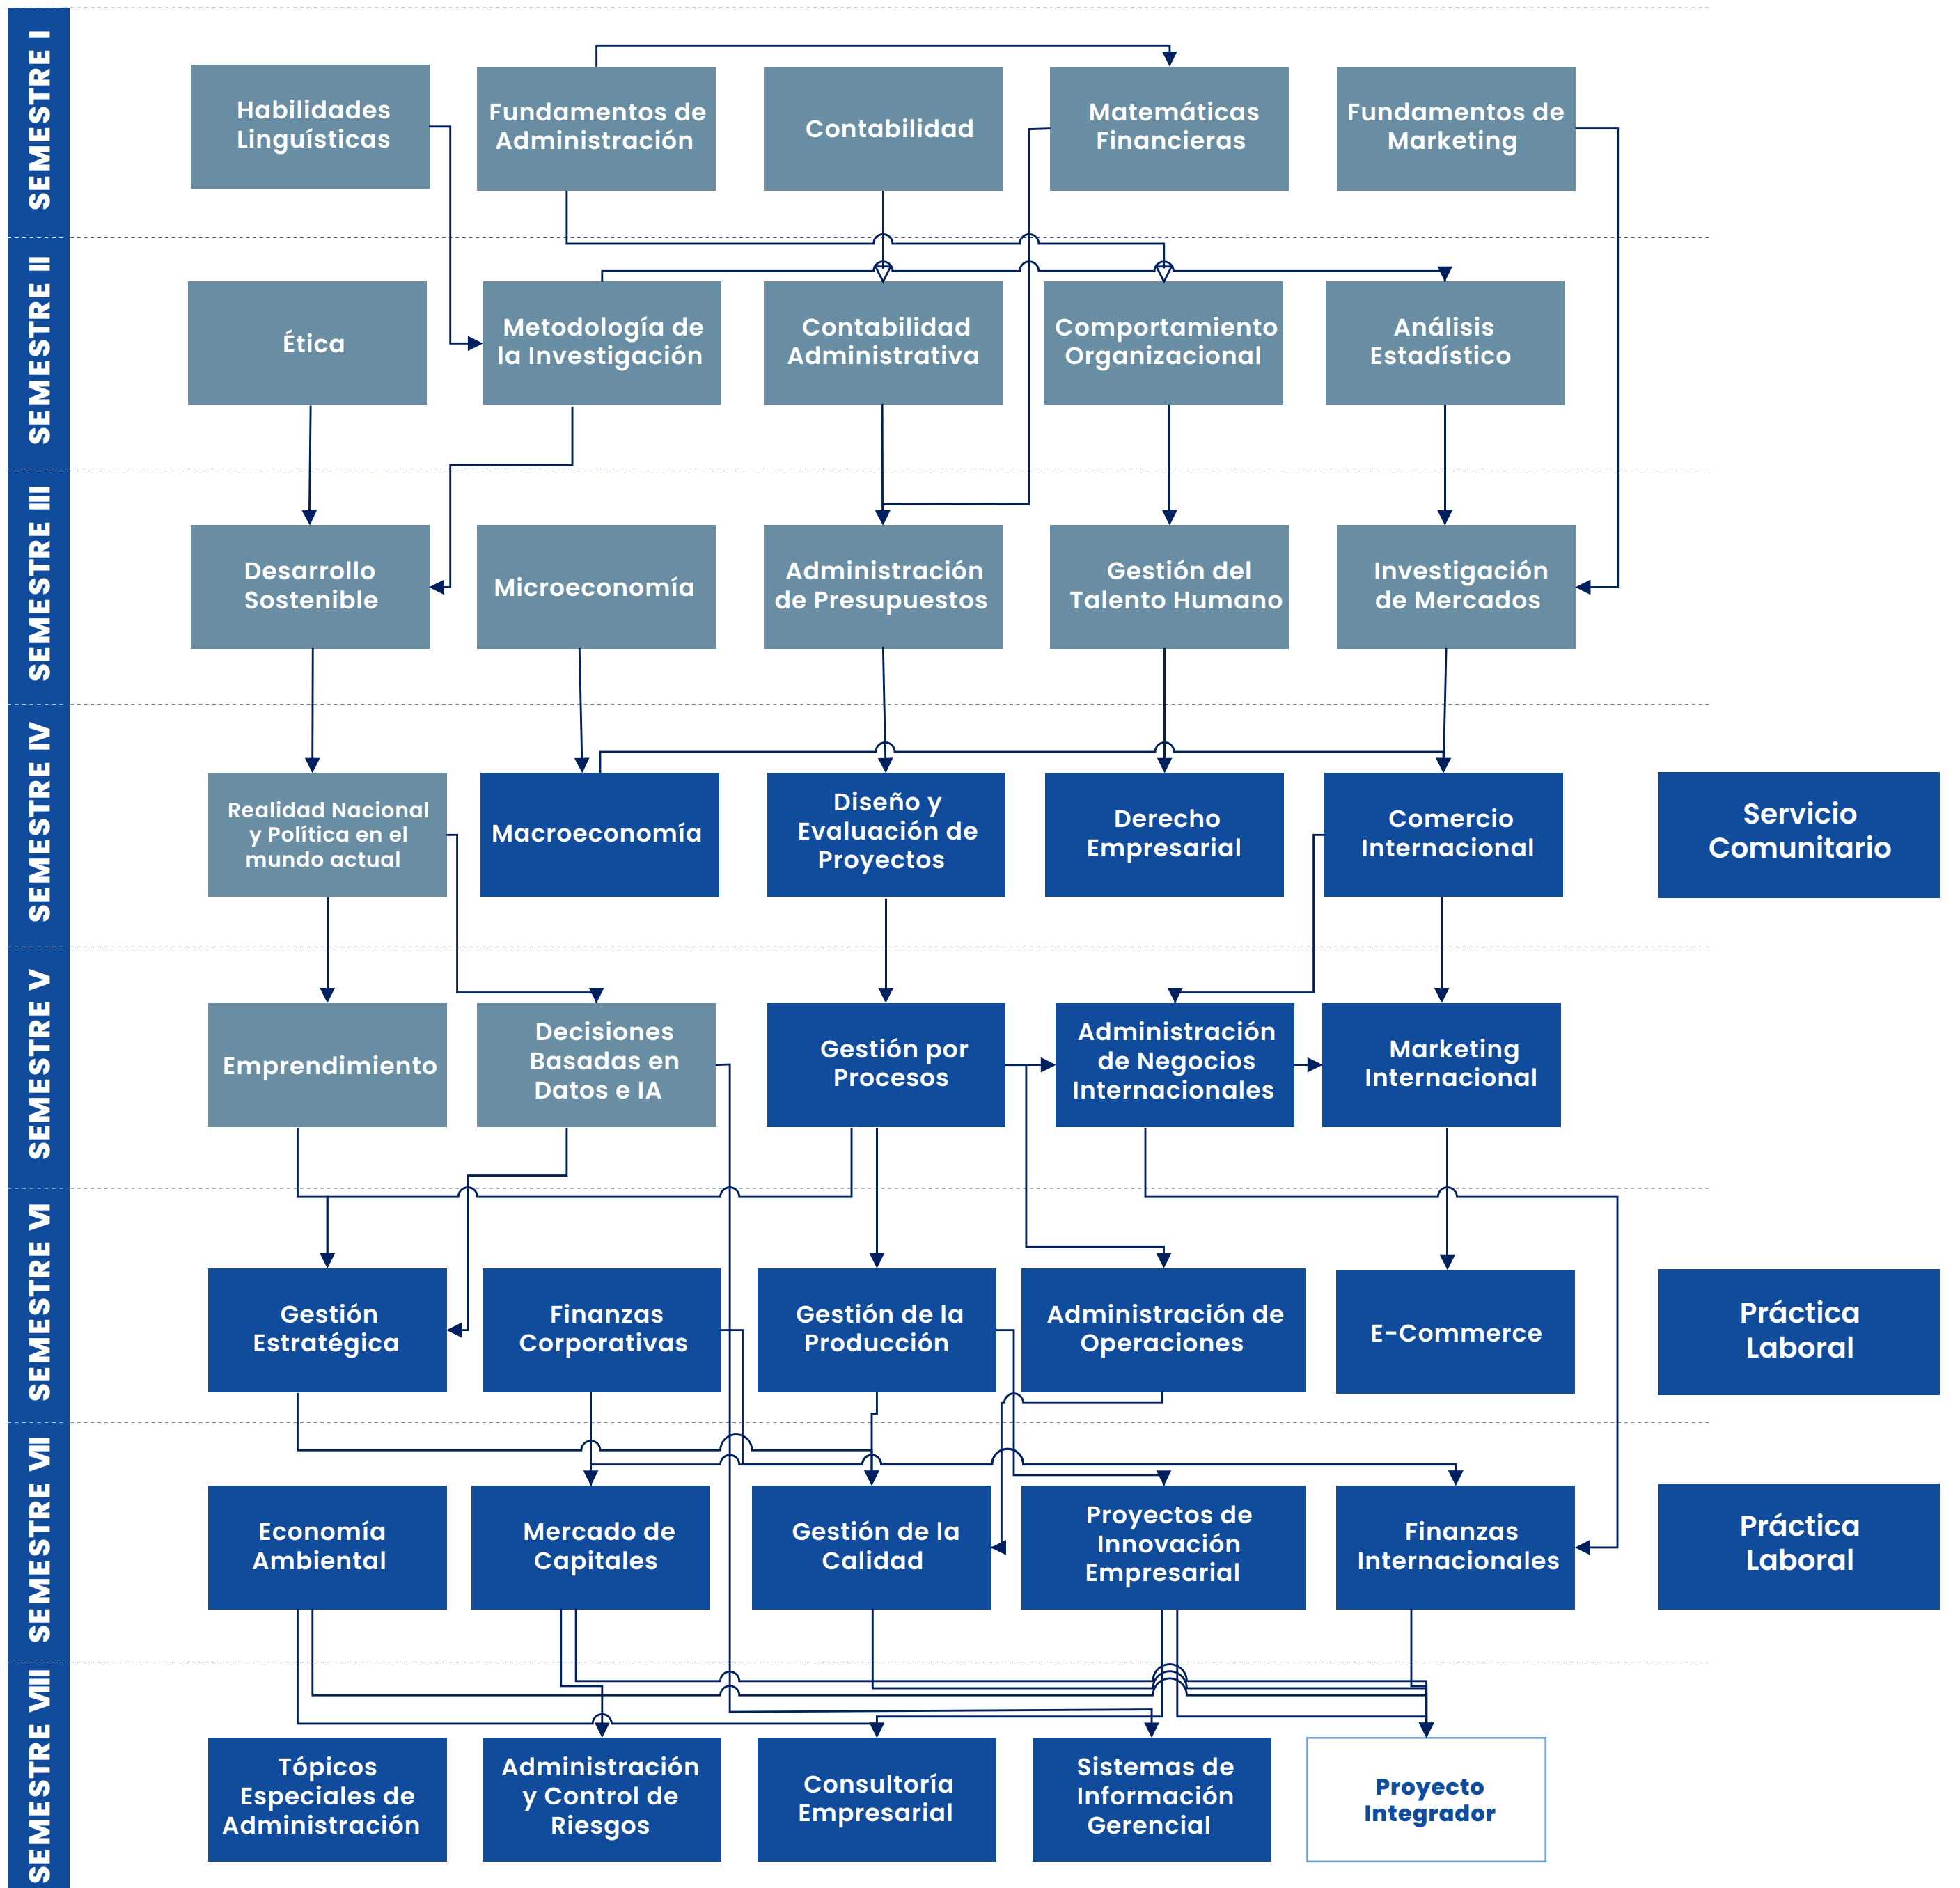 SEMESTRE I
Habilidades
Linguísticas
Fundamentos de
Administración
Contabilidad
Matemáticas
Financieras
Fundamentos de
Marketing
SEMESTRE II
Ética
Metodología de
la Investigación
Contabilidad
Administrativa
Comportamiento
Organizacional
Análisis
Estadístico
SEMESTRE III
Desarrollo
Sostenible
Microeconomía
Administración
de Presupuestos
Gestión del
Talento Humano
Investigación
de Mercados
SEMESTRE IV
Realidad Nacional
y Política en el
mundo actual
Macroeconomía
Diseño y
Evaluación de
Proyectos
Derecho
Empresarial
Comercio
Internacional
Servicio
Comunitario
SEMESTRE V
Emprendimiento
Decisiones
Basadas en
Datos e IA
Gestión por
Procesos
Administración
de Negocios
Internacionales
Marketing
Internacional
SEMESTRE VI
Gestión
Estratégica
Finanzas
Corporativas
Gestión de la
Producción
Administración de
Operaciones
E-Commerce
Práctica
Laboral
SEMESTRE VII
Economía
Ambiental
Mercado de
Capitales
Gestión de la
Calidad
Proyectos de
Innovación
Empresarial
Finanzas
Internacionales
Práctica
Laboral
SEMESTRE VIII
Tópicos
Especiales de
Administración
Administración
y Control de
Riesgos
Consultoría
Empresarial
Sistemas de
Información
Gerencial
Proyecto
Integrador